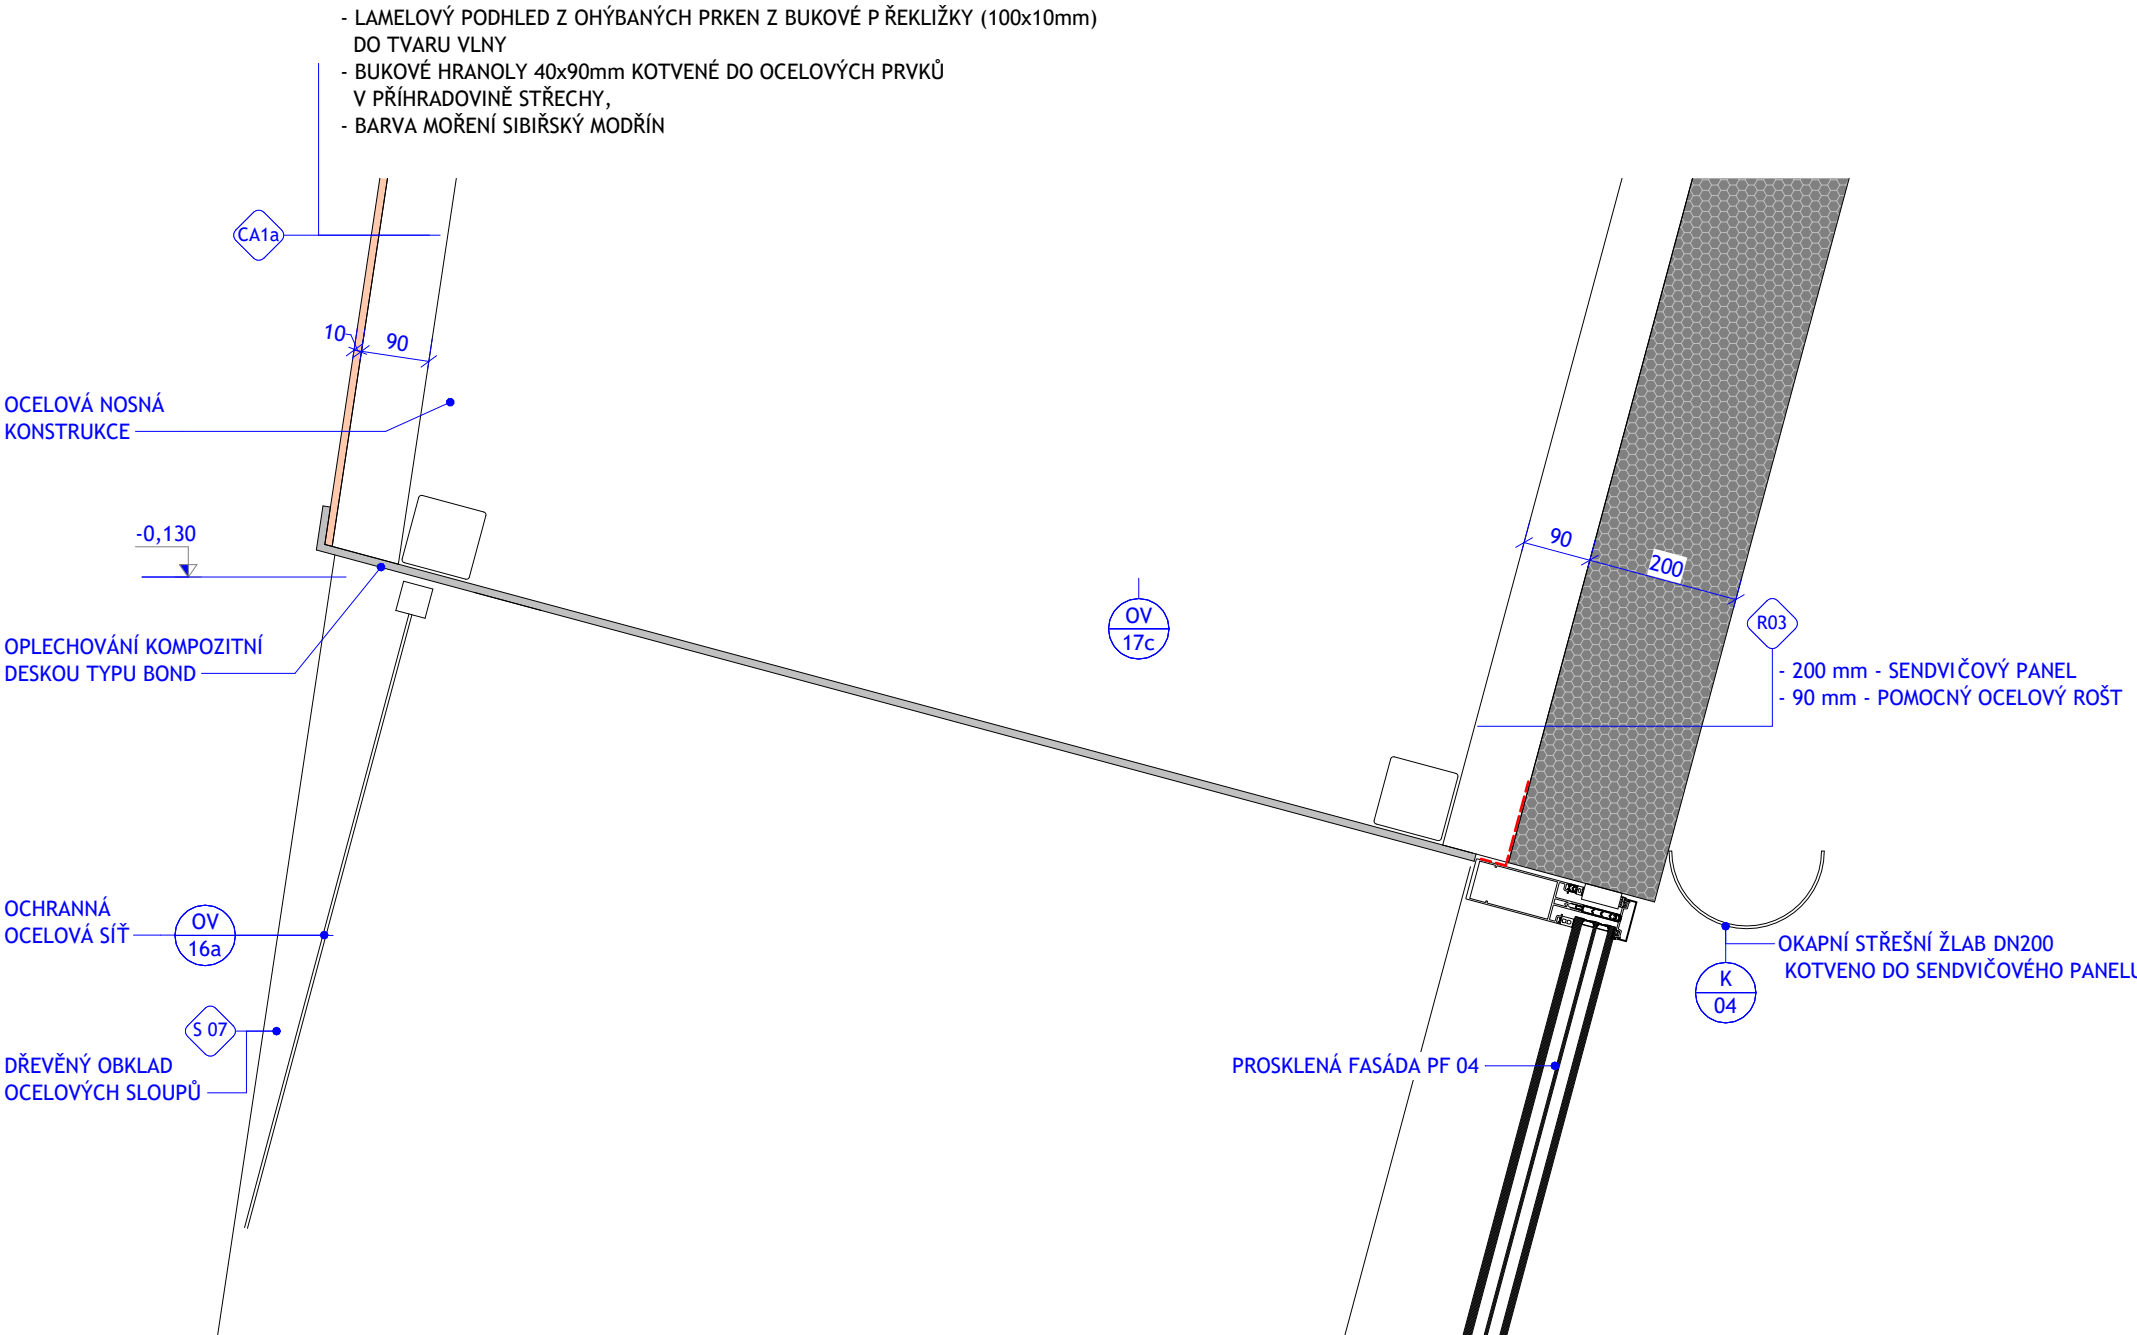 - LAMELOVÝ PODHLED Z OHÝBANÝCH PRKEN Z BUKOVÉ P ŘEKLIŽKY (100x10mm)
DO TVARU VLNY
- BUKOVÉ HRANOLY 40x90mm KOTVENÉ DO OCELOVÝCH PRVKŮ
V PŘÍHRADOVINĚ STŘECHY,
- BARVA MOŘENÍ SIBIŘSKÝ MODŘÍN
CA1a
10
90
OCELOVÁ NOSNÁ
KONSTRUKCE
-0,130
90
200
OV
17c
R03
OPLECHOVÁNÍ KOMPOZITNÍ
DESKOU TYPU BOND
- 200 mm - SENDVIČOVÝ PANEL
- 90 mm - POMOCNÝ OCELOVÝ ROŠT
OCHRANNÁ
OCELOVÁ SÍŤ
OV
16a
OKAPNÍ STŘEŠNÍ ŽLAB DN200
KOTVENO DO SENDVIČOVÉHO PANELU
K
04
S 07
DŘEVĚNÝ OBKLAD
OCELOVÝCH SLOUPŮ
PROSKLENÁ FASÁDA PF 04